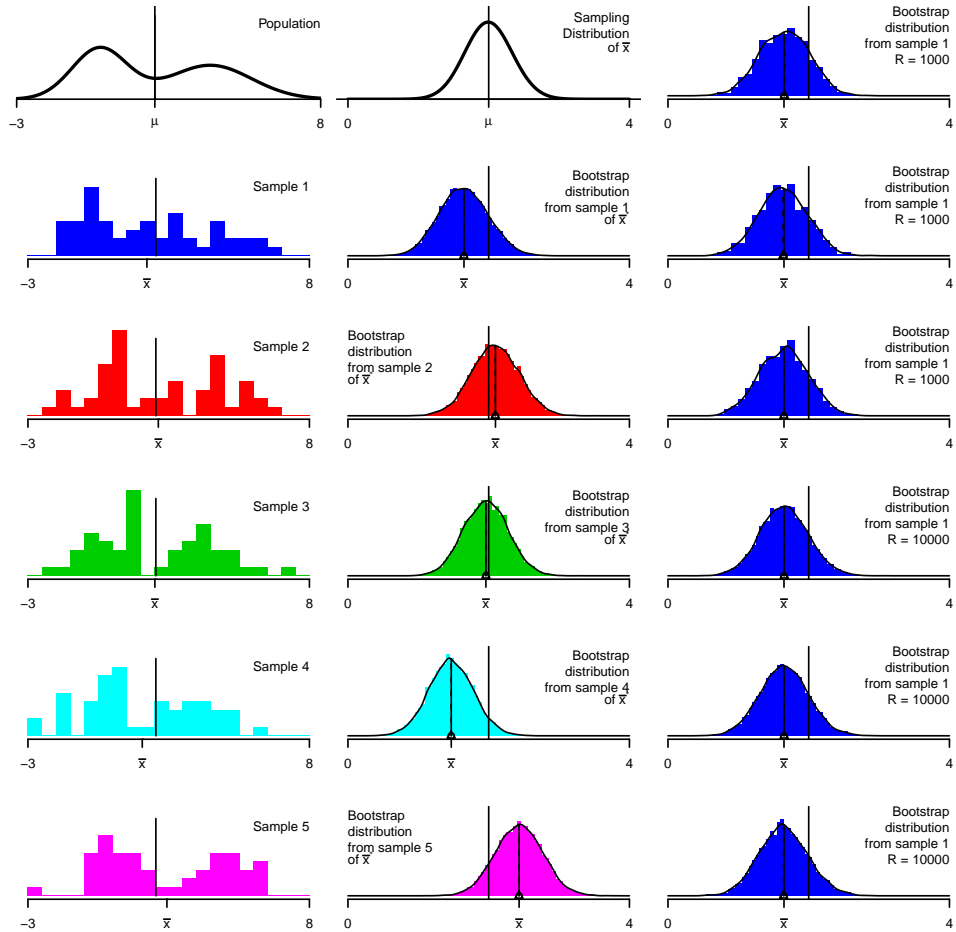 Population
−3
μ
8
Sampling
Distribution
of x̅
0
μ
4
Bootstrap
distribution
from sample 1
R = 1000
0
x̅
4
Sample 1
−3
x̅
8
Bootstrap
distribution
from sample 1
of x̅
0
x̅
4
Bootstrap
distribution
from sample 1
R = 1000
0
x̅
4
Sample 2
−3
x̅
8
Bootstrap
distribution
from sample 2
of x̅
0
x̅
4
Bootstrap
distribution
from sample 1
R = 1000
0
x̅
4
Sample 3
−3
x̅
8
Bootstrap
distribution
from sample 3
of x̅
0
x̅
4
Bootstrap
distribution
from sample 1
R = 10000
0
x̅
4
Sample 4
−3
x̅
8
Bootstrap
distribution
from sample 4
of x̅
0
x̅
4
Bootstrap
distribution
from sample 1
R = 10000
0
x̅
4
Sample 5
−3
x̅
8
Bootstrap
distribution
from sample 5
of x̅
0
x̅
4
Bootstrap
distribution
from sample 1
R = 10000
0
x̅
4